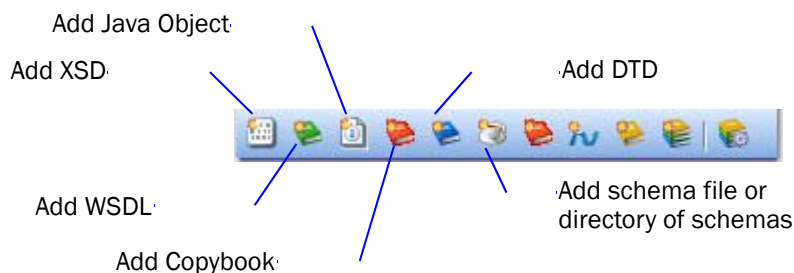 Add Java Object
Add XSD
Add DTD
Add WSDL
Add schema file or
directory of schemas
Add Copybook